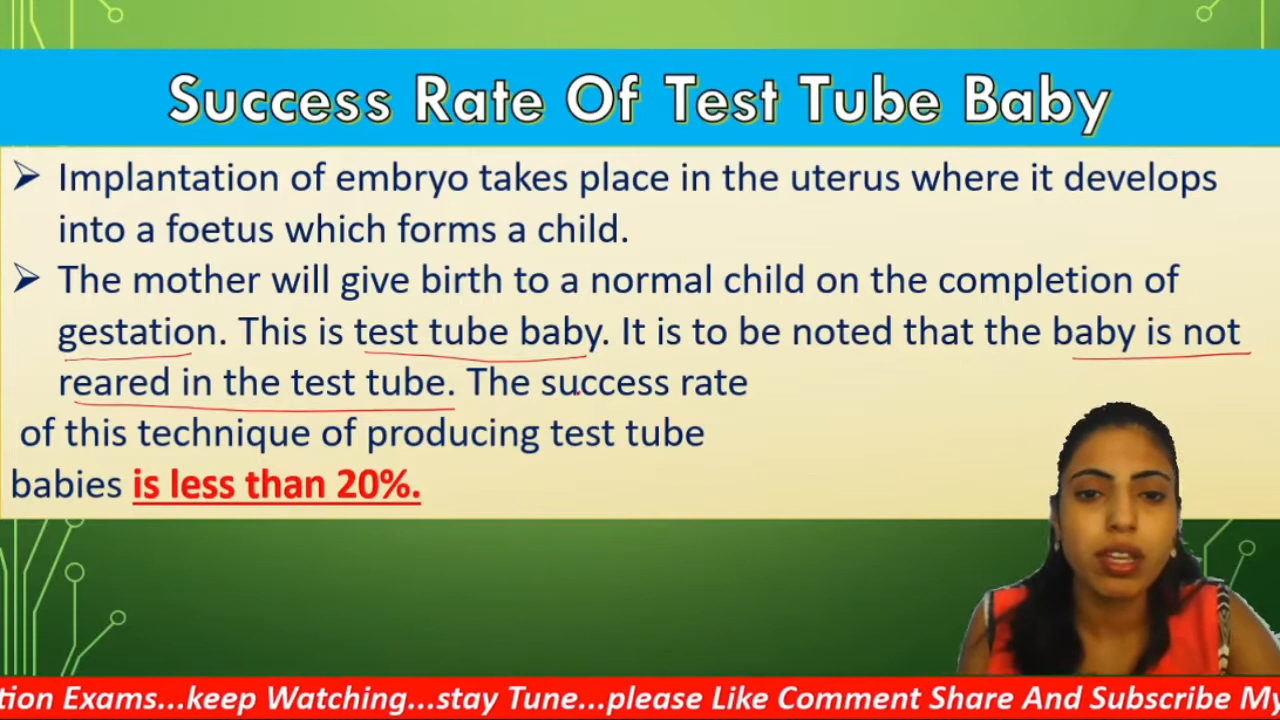 Success Rate Of Test Tube Baby
Implantation of embryo takes place in the uterus where it develops
into a foetus which forms a child.
The mother will give birth to a normal child on the completion of
gestation. This is test tube baby. It is to be noted that the baby is not
reared in the test tube. The success rate
of this technique of producing test tube
babies is less than 20%.
tion Exams...keep Watching...stay Tune...please Like Comment Share And Subscribe My